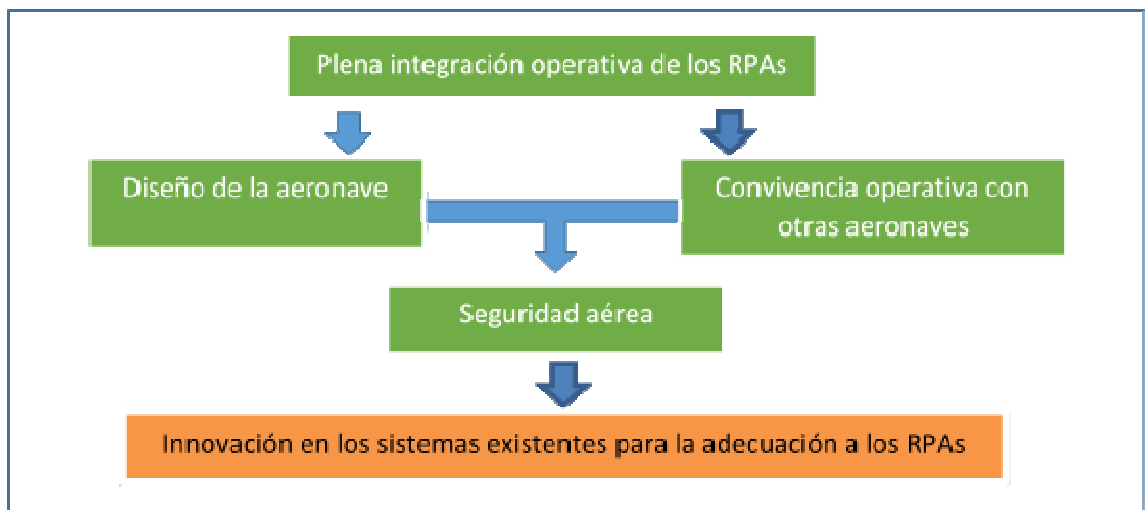 Plena integración operativa de los RPAs
Diseño de la aeronave
Convivencia operativa con
otras aeronaves
Seguridad aérea
Innovación en los sistemas existentes para la adecuación a los RPAs